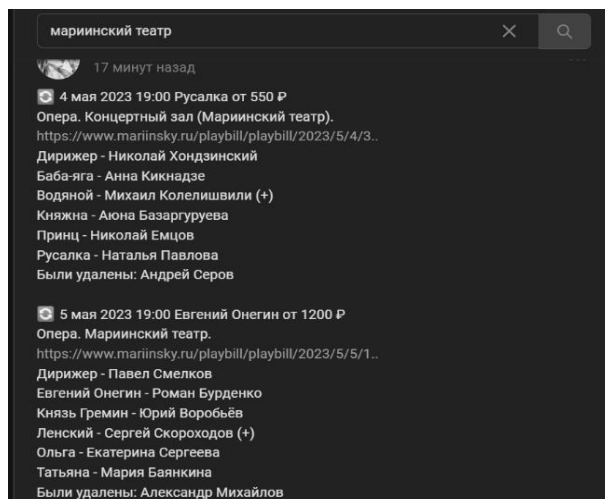 мариинский театр
17 минут назад
4 мая 2023 19:00 Русалка от 550 ₽
Опера. Концертный зал (Мариинский театр).
https://www.mariinsky.ru/playbill/playbill/2023/5/4/3..
Дирижер - Николай Хондзинский
Баба-яга - Анна Кикнадзе
Водяной - Михаил Колелишвили (+)
Княжна - Аюна Базаргуруева
Принц - Николай Емцов
Русалка - Наталья Павлова
Были удалены: Андрей Серов
5 мая 2023 19:00 Евгений Онегин от 1200 ₽
Опера. Мариинский театр.
https://www.mariinsky.ru/playbill/playbill/2023/5/5/1..
Дирижер - Павел Смелков
Евгений Онегин - Роман Бурденко
Князь Гремин - Юрий Воробьёв
Ленский - Сергей Скороходов (+)
Ольга - Екатерина Сергеева
Татьяна - Мария Баянкина
Были удалены: Александр Михайлов